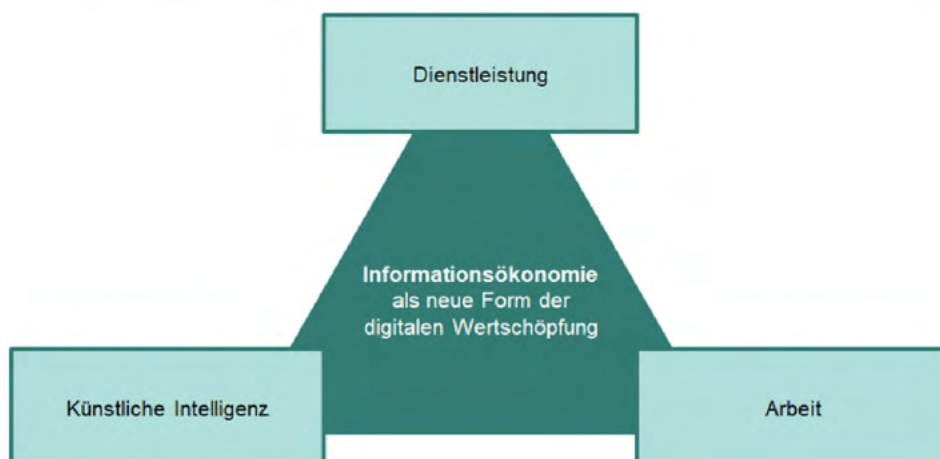 Dienstleistung
Informationsökonomie
als neue Form der
digitalen Wertschöpfung
Künstliche Intelligenz
Arbeit